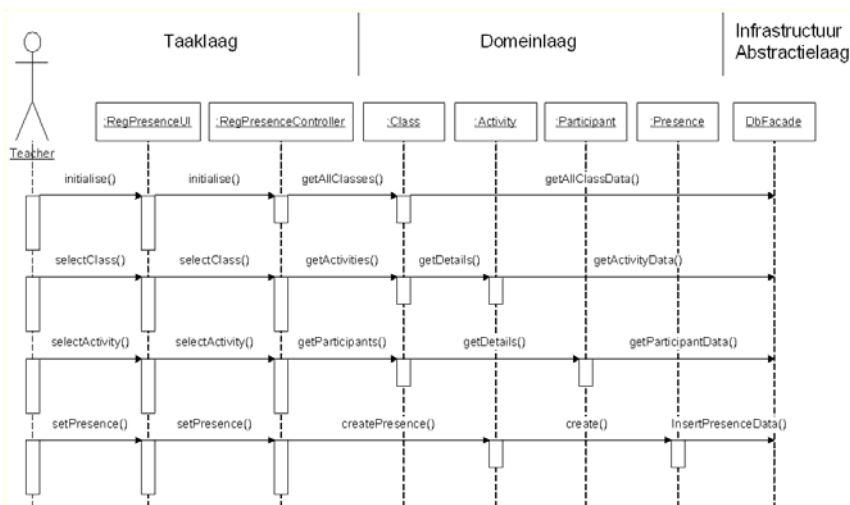 Taaklaag
Domeinlaag
Infrastructuur
Abstractielaag
:RegPresenceUI
:RegPresenceController
:Class
:Activity
:Participant
:Presence
DbFacade
Teacher
initialise()
initialise()
getAllClasses()
getAllClassData()
selectClass()
selectClass()
getActivities()
getDetails()
getActivityData()
selectActivity()
selectActivity()
getParticipants()
getDetails()
getParticipantData()
setPresence()
setPresence()
createPresence()
create()
InsertPresenceData()